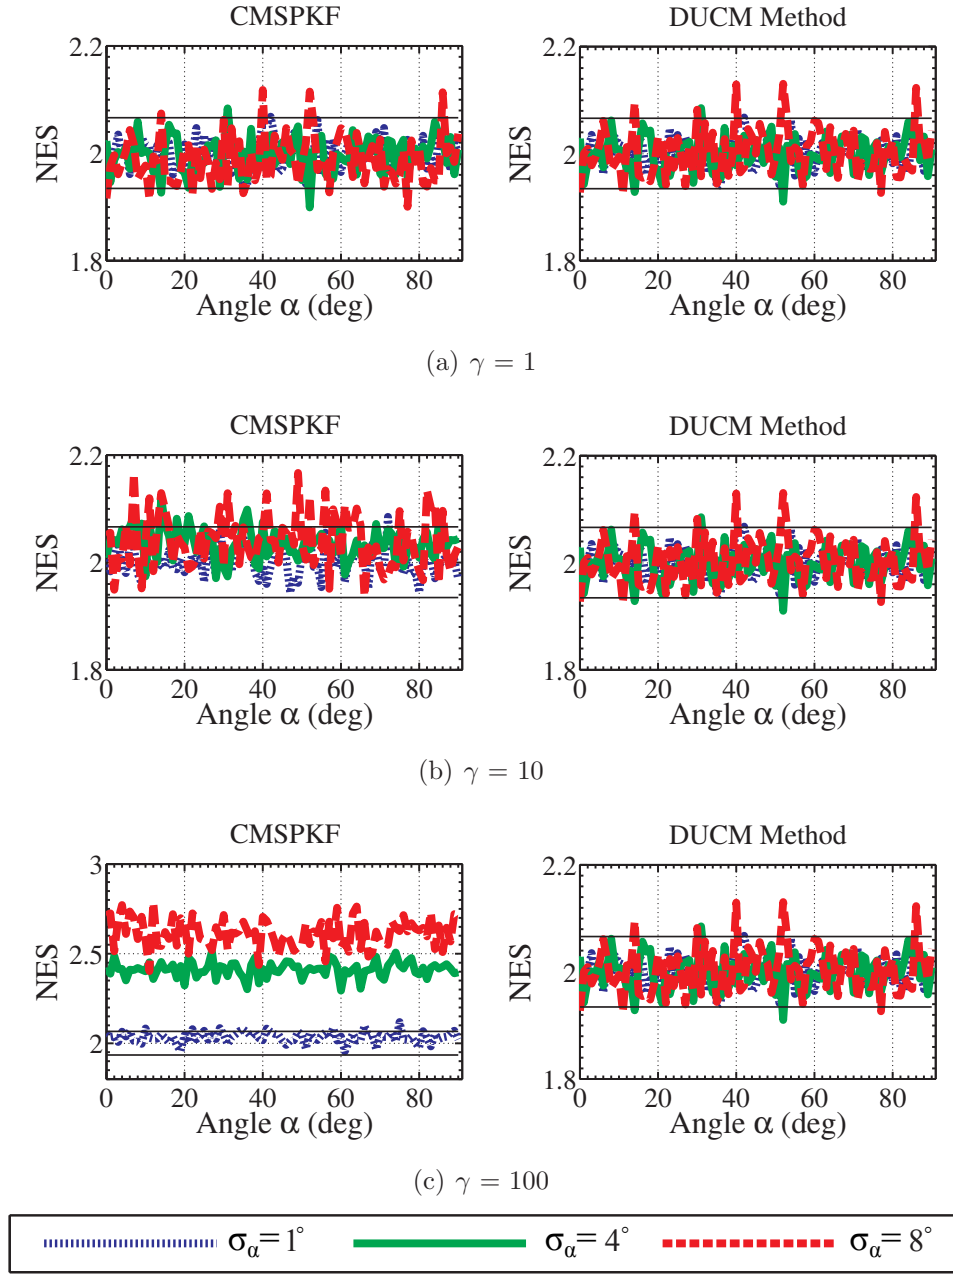 CMSPKF
DUCM Method
2.2
2
1.8
NES
0 20 40 60 80
Angle α (deg)
2.2
2
1.8
NES
0 20 40 60 80
Angle α (deg)
(a) γ = 1
CMSPKF
DUCM Method
2.2
2
1.8
NES
0 20 40 60 80
Angle α (deg)
2.2
2
1.8
NES
0 20 40 60 80
Angle α (deg)
(b) γ = 10
CMSPKF
DUCM Method
3
2.5
2
NES
0 20 40 60 80
Angle α (deg)
2.2
2
1.8
NES
0 20 40 60 80
Angle α (deg)
(c) γ = 100
σα = 1° σα = 4° σα = 8°